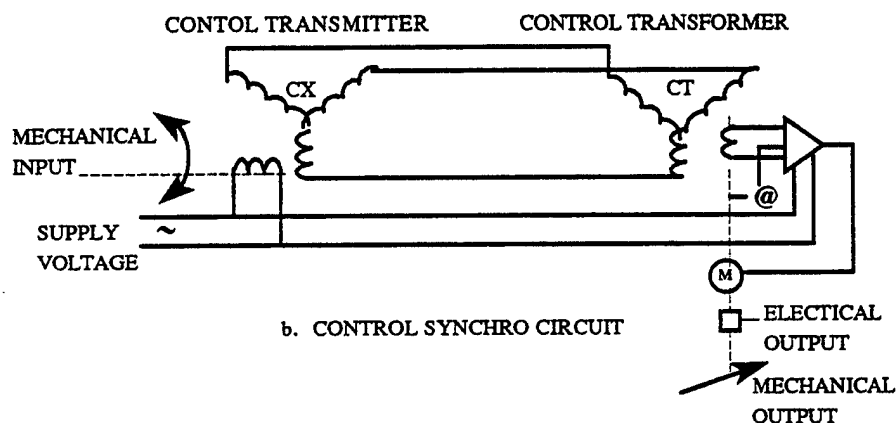 CONTOL TRANSMITTER
CONTROL TRANSFORMER
CX
CT
MECHANICAL
INPUT
@
SUPPLY
VOLTAGE
~
M
b. CONTROL SYNCHRO CIRCUIT
ELECTICAL
OUTPUT
MECHANICAL
OUTPUT